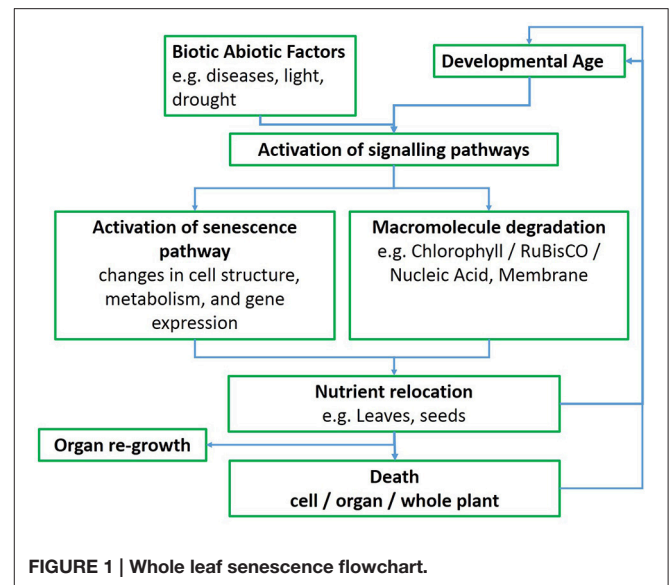 Biotic Abiotic Factors
e.g. diseases, light,
drought
Developmental Age
Activation of signalling pathways
Activation of senescence
pathway
changes in cell structure,
metabolism, and gene
expression
Macromolecule degradation
e.g. Chlorophyll / RuBisCO /
Nucleic Acid, Membrane
Nutrient relocation
e.g. Leaves, seeds
Organ re-growth
Death
cell / organ / whole plant
FIGURE 1 | Whole leaf senescence flowchart.